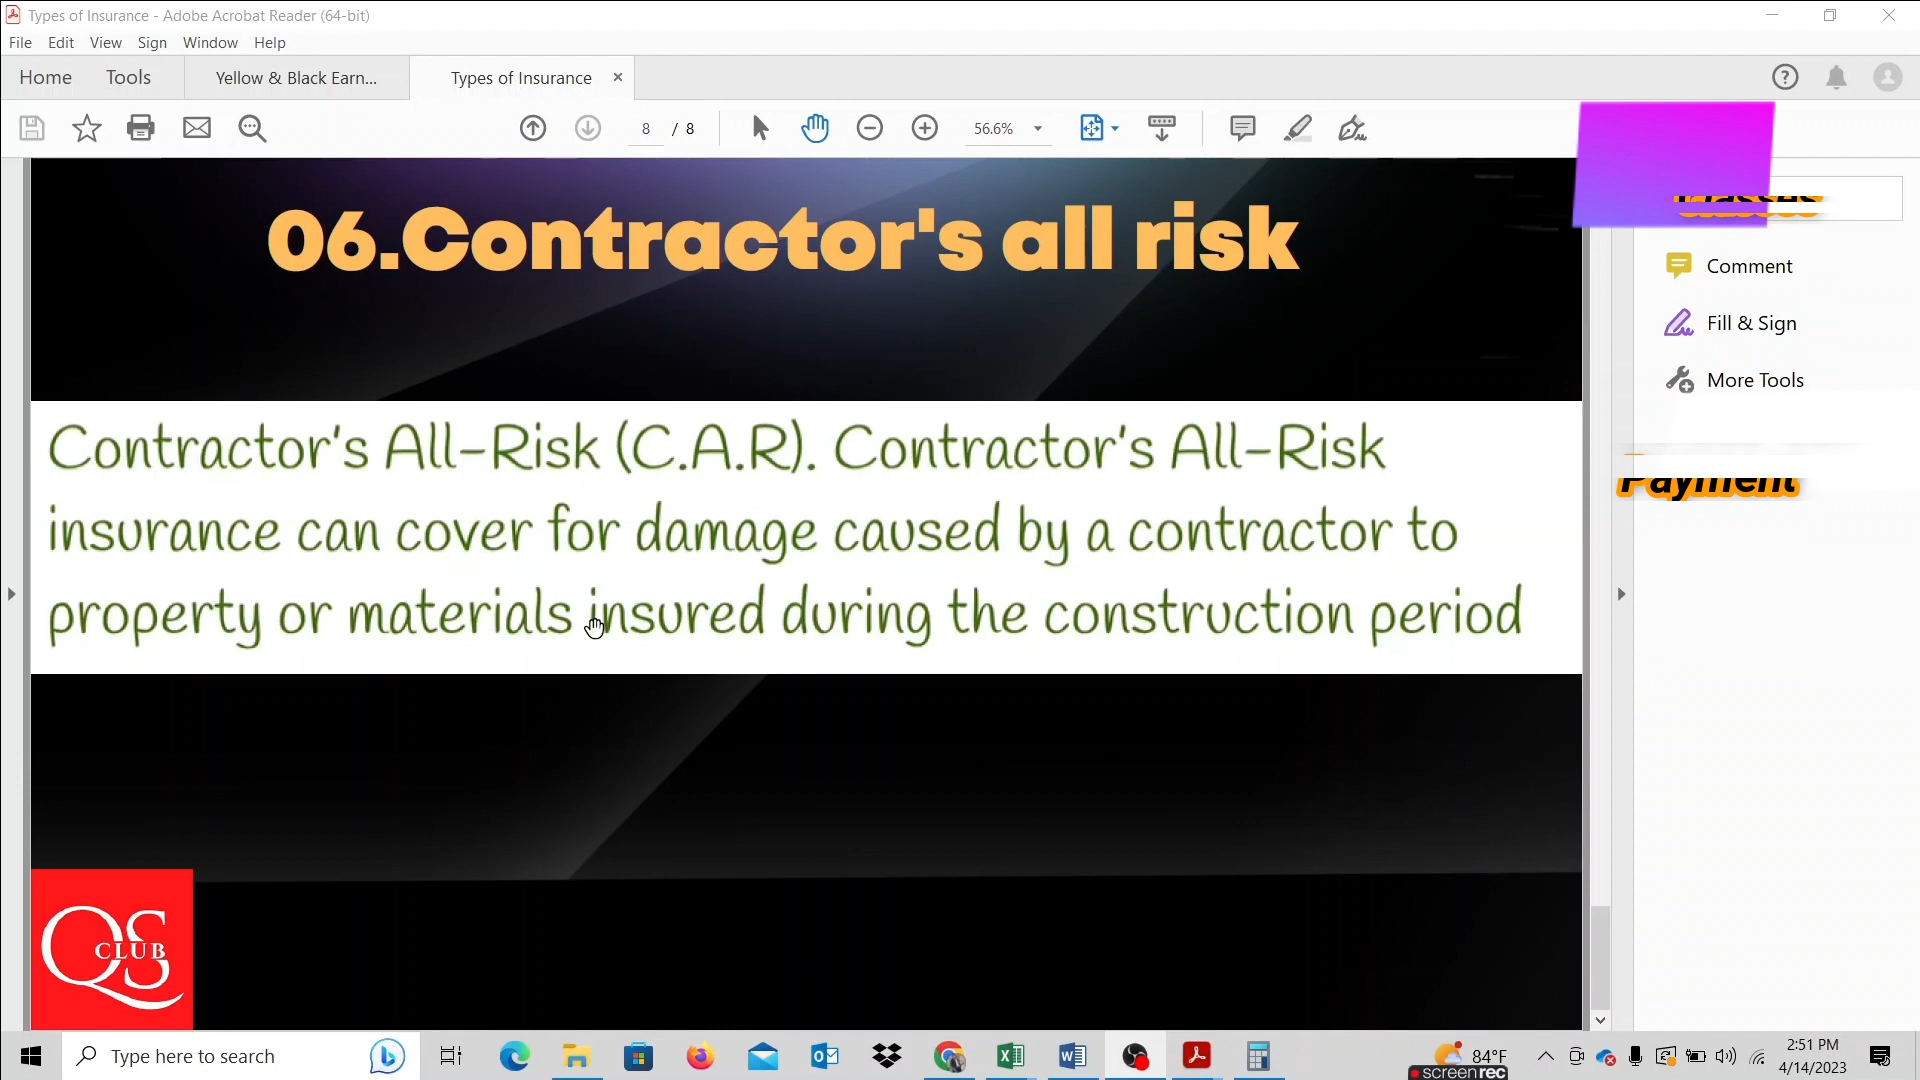 Types of Insurance - Adobe Acrobat Reader (64-bit)
File Edit View Sign Window Help
Home Tools Yellow & Black Earn... Types of Insurance
8 / 8 56.6%
06.Contractor's all risk
Comment
Fill & Sign
More Tools
Payment
Contractor's All-Risk (C.A.R). Contractor's All-Risk
insurance can cover for damage caused by a contractor to
property or materials insured during the construction period
QS
CLUB
Type here to search
84°F
screenrec
2:51 PM
4/14/2023